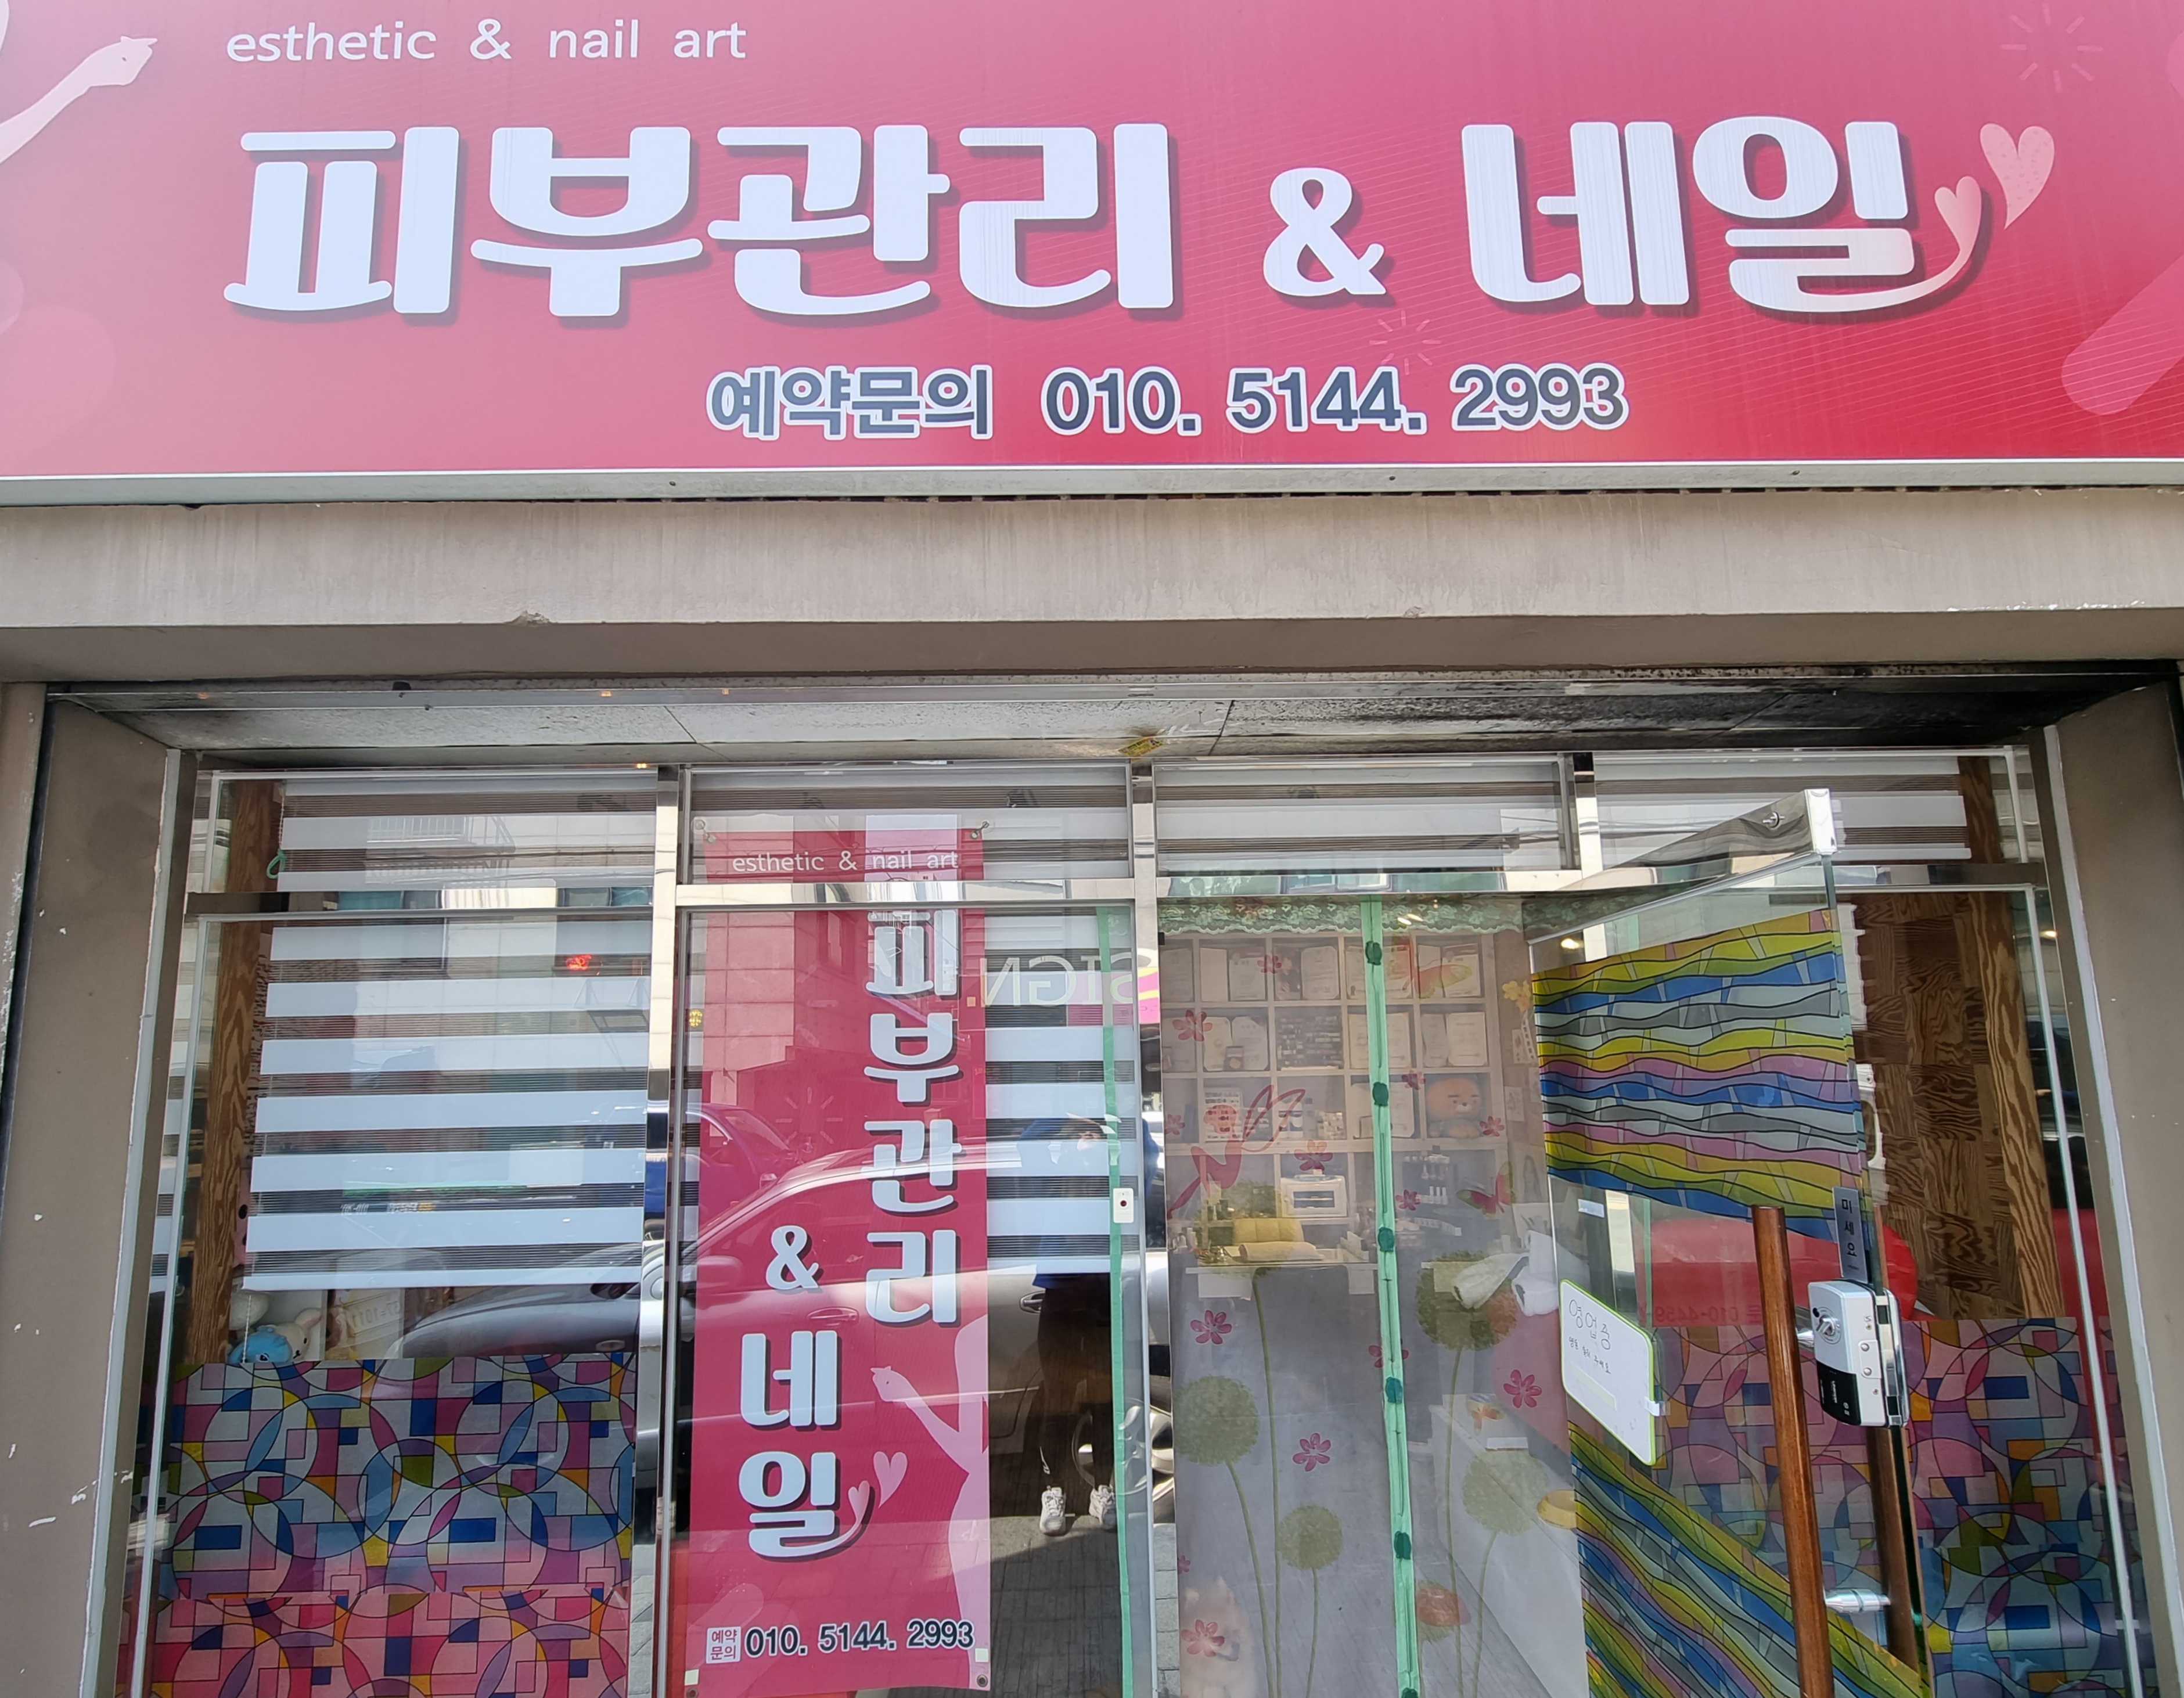 esthetic & nail art
피부관리 & 네일
예약문의 010. 5144. 2993
esthetic & nail art
피부관리
& 네일
예약
문의 010. 5144. 2993
SIGN
영업중
미세요